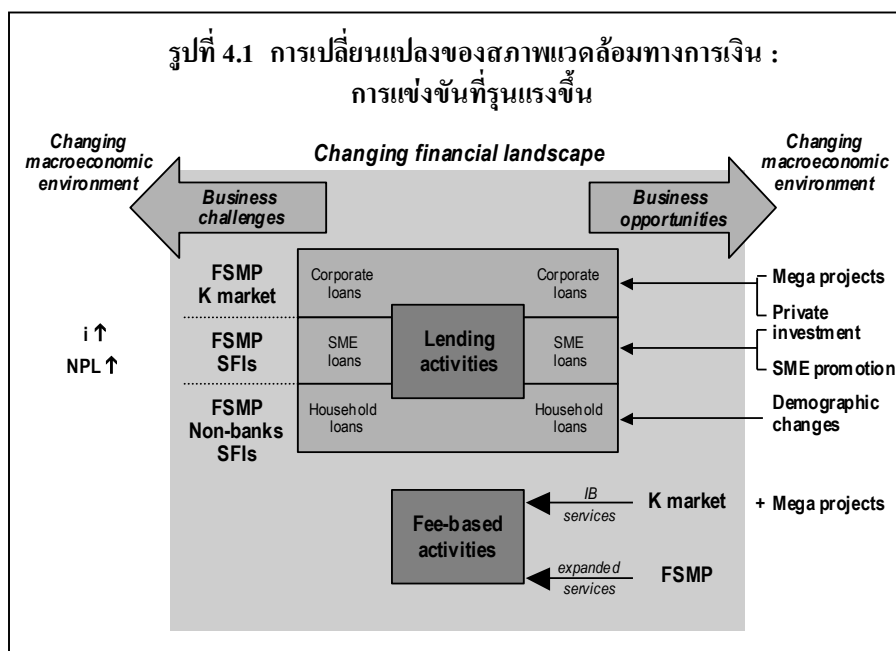 รูปที่ 4.1 การเปลี่ยนแปลงของสภาพแวดล้อมทางการเงิน :
การแข่งขันที่รุนแรงขึ้น
Changing
macroeconomic
environment
Changing financial landscape
Changing
macroeconomic
environment
Business
challenges
Business
opportunities
FSMP
K market
Corporate
loans
Corporate
loans
Mega projects
Private
investment
i ↑
NPL ↑
FSMP
SFIs
SME
loans
Lending
activities
SME
loans
SME promotion
FSMP
Non-banks
SFIs
Household
loans
Household
loans
Demographic
changes
Fee-based
activities
IB
services
K market
+ Mega projects
expanded
services
FSMP